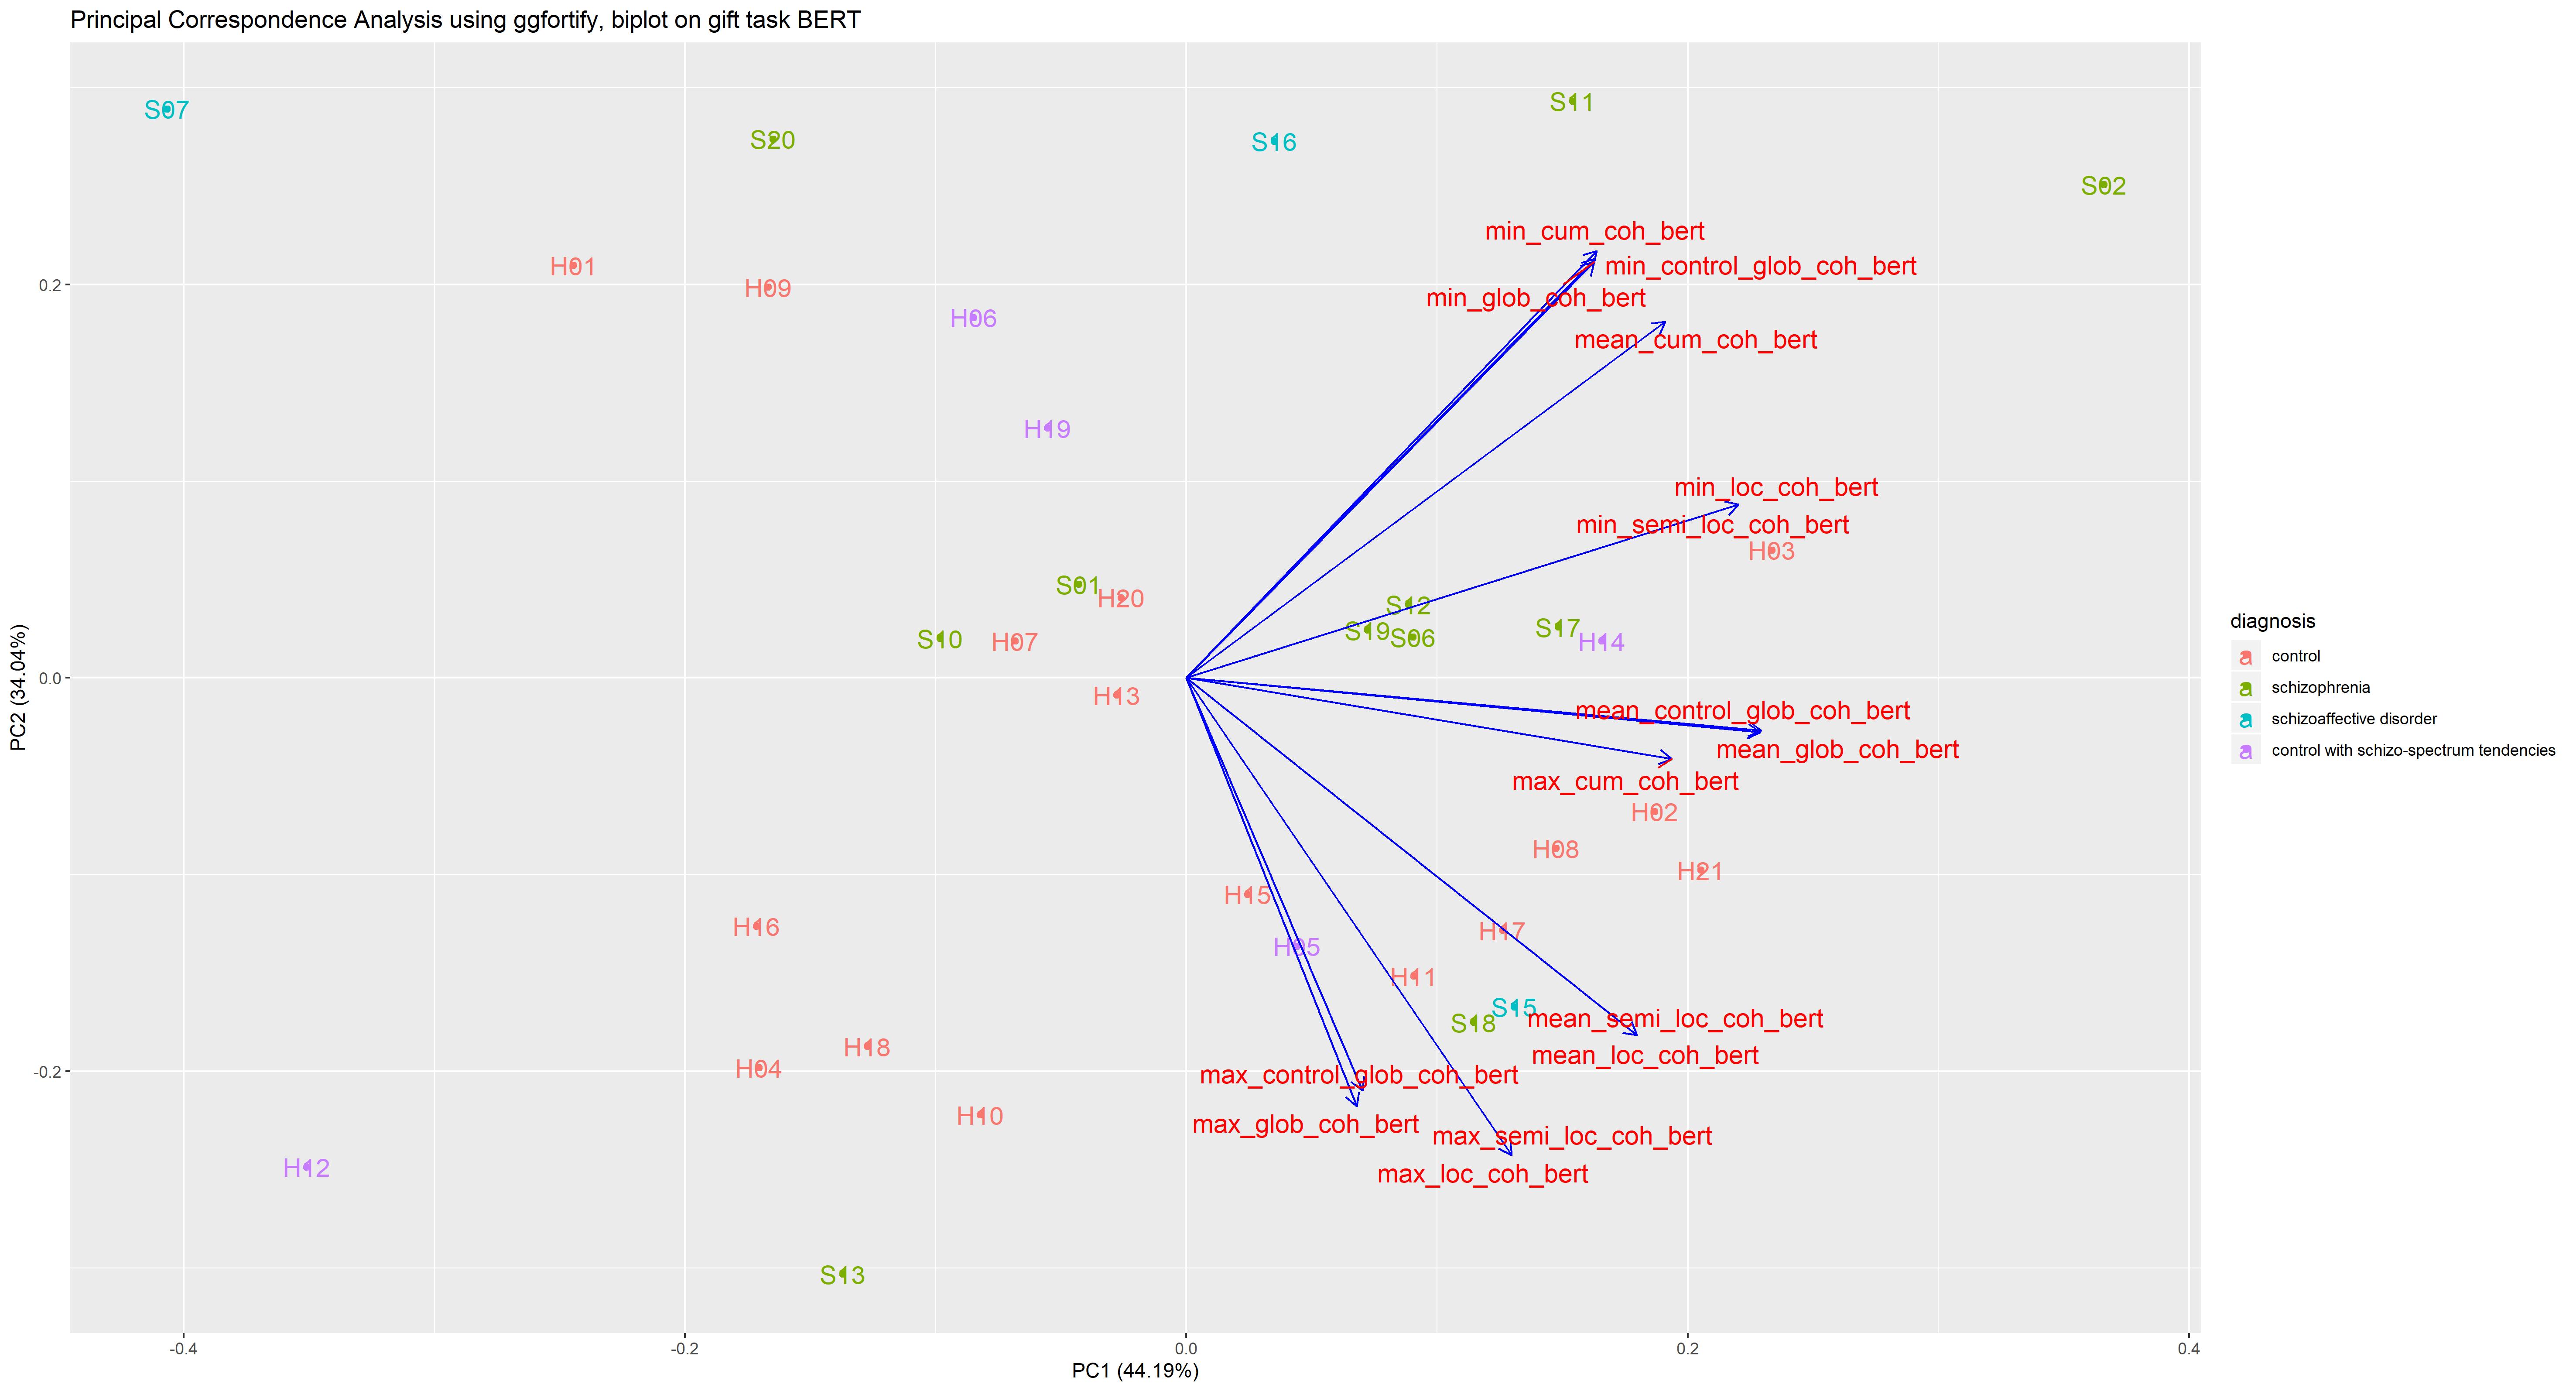 Principal Correspondence Analysis using ggfortify, biplot on gift task BERT
S07
S11
S20
S16
S02
min_cum_coh_bert
H01
min_control_glob_coh_bert
0.2
H09
min_glob_coh_bert
H06
mean_cum_coh_bert
H19
min_loc_coh_bert
min_semi_loc_coh_bert
H03
S01
H20
S12
S19
S06
S17
H14
S10
H07
0.0
H13
mean_control_glob_coh_bert
mean_glob_coh_bert
max_cum_coh_bert
H02
H08
H21
H15
H16
H17
H05
H11
S15
S18
mean_semi_loc_coh_bert
H18
mean_loc_coh_bert
H04
-0.2
max_control_glob_coh_bert
H10
max_glob_coh_bert
max_semi_loc_coh_bert
H12
max_loc_coh_bert
S13
-0.4
-0.2
0.0
0.2
0.4
PC1 (44.19%)
PC2 (34.04%)
diagnosis
a control
a schizophrenia
a schizoaffective disorder
a control with schizo-spectrum tendencies